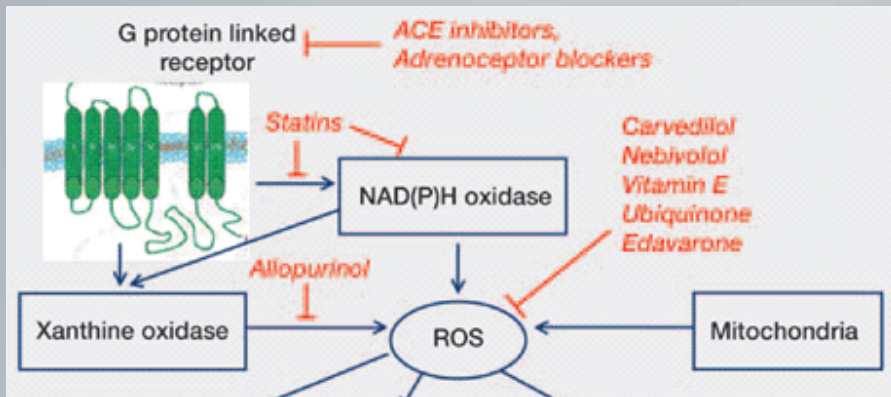 G protein linked
receptor
ACE inhibitors,
Adrenoceptor blockers
Statins
Carvedilol
Nebivolol
Vitamin E
Ubiquinone
Edavarone
NAD(P)H oxidase
Allopurinol
Xanthine oxidase
ROS
Mitochondria